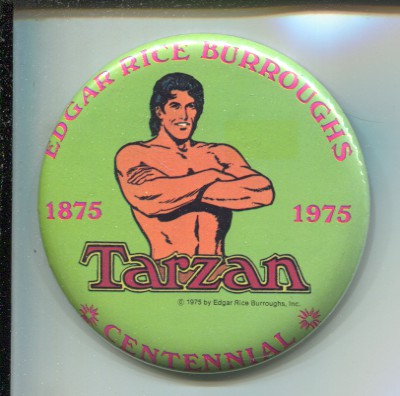 EDGAR RICE BURROUGHS
1875 1975
Tarzan
© 1975 by Edgar Rice Burroughs, Inc.
CENTENNIAL